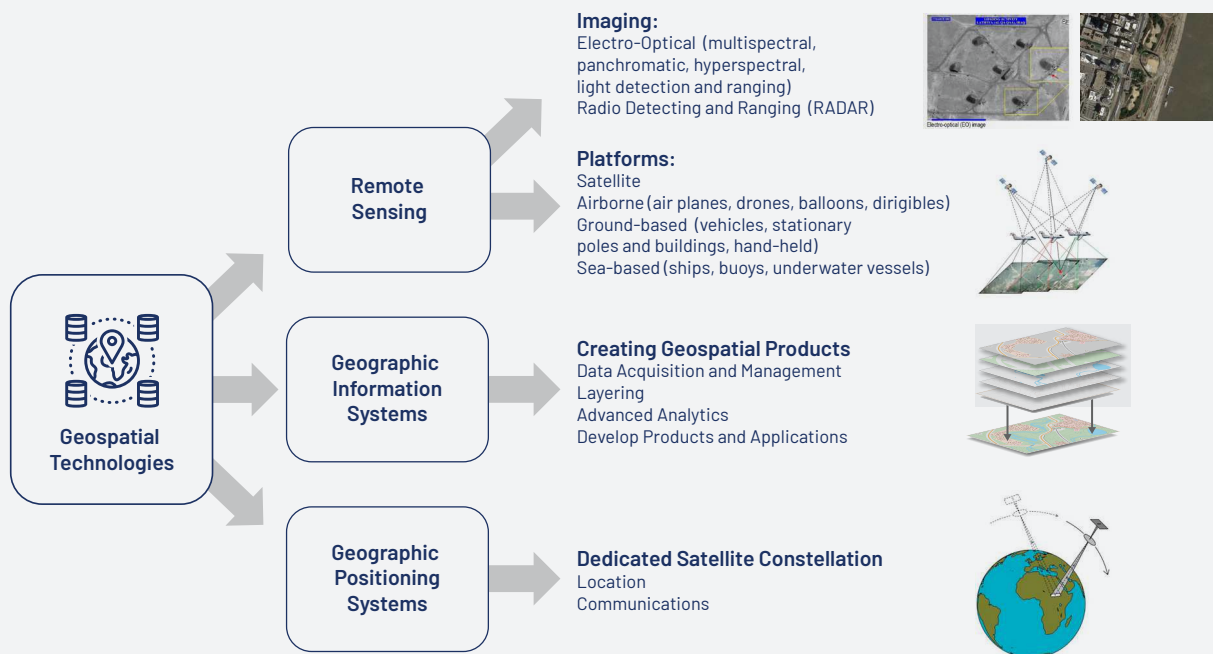 Geospatial
Technologies
Remote
Sensing
Imaging:
Electro-Optical (multispectral,
panchromatic, hyperspectral,
light detection and ranging)
Radio Detecting and Ranging (RADAR)
Electro-optical (EO) image
Platforms:
Satellite
Airborne (air planes, drones, balloons, dirigibles)
Ground-based (vehicles, stationary
poles and buildings, hand-held)
Sea-based (ships, buoys, underwater vessels)
Geographic
Information
Systems
Creating Geospatial Products
Data Acquisition and Management
Layering
Advanced Analytics
Develop Products and Applications
Geographic
Positioning
Systems
Dedicated Satellite Constellation
Location
Communications